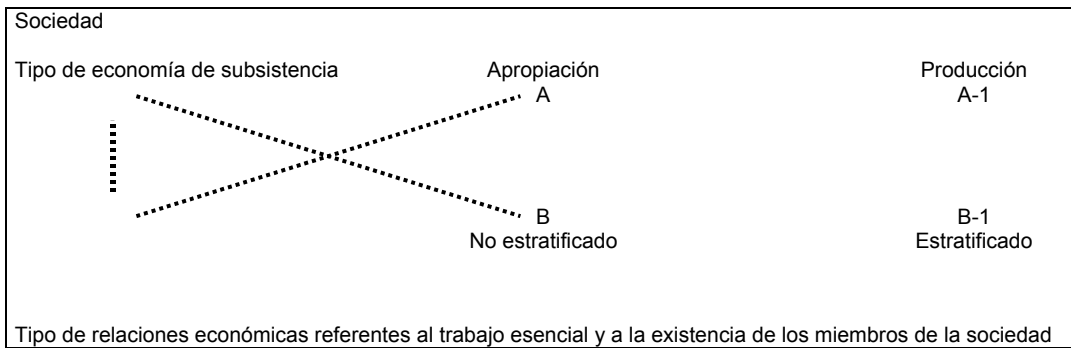 Sociedad
Tipo de economía de subsistencia Apropiación Producción
A A-1
B B-1
No estratificado Estratificado
Tipo de relaciones económicas referentes al trabajo esencial y a la existencia de los miembros de la sociedad